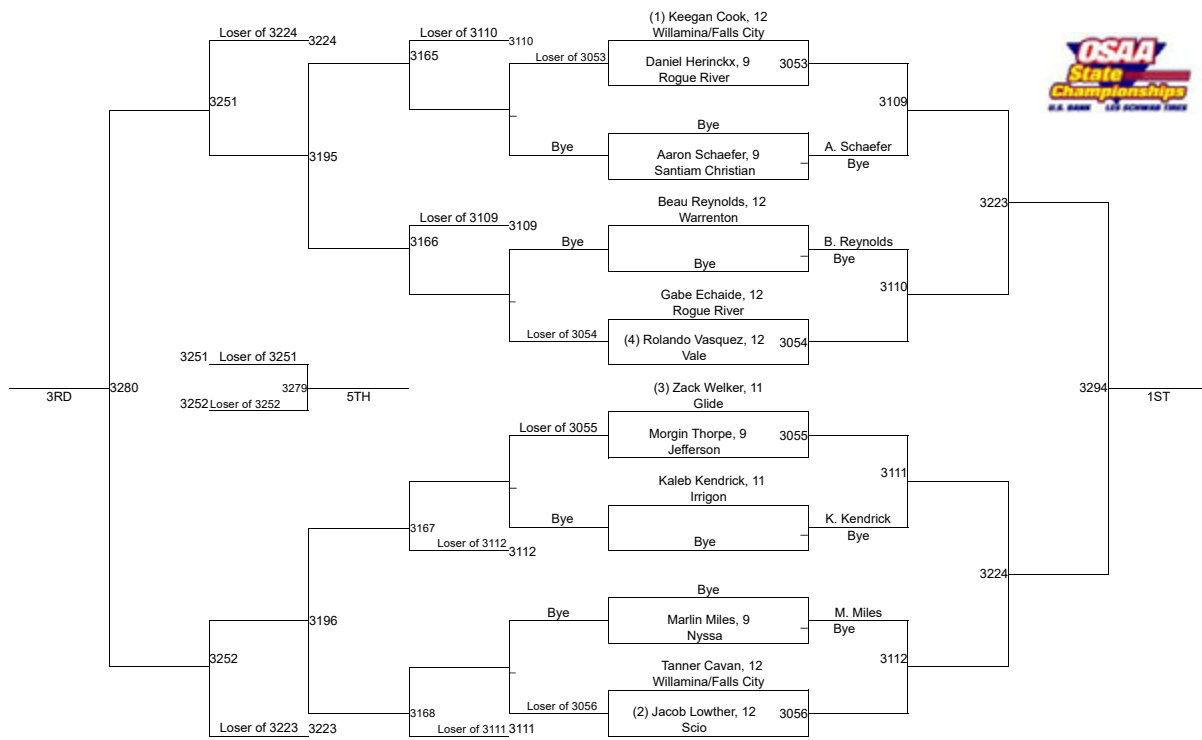 (1) Keegan Cook, 12
Willamina/Falls City
Loser of 3224
3224
Loser of 3110
3110
3165
Loser of 3053
Daniel Herinckx, 9
Rogue River
3053
OSAA
State
Championships
U.S. BANK LES SCHWAB TIRES
3251
3109
Bye
3195
Bye
Aaron Schaefer, 9
Santiam Christian
A. Schaefer
Bye
Beau Reynolds, 12
Warrenton
3223
Loser of 3109
3109
3166
Bye
Bye
B. Reynolds
Bye
Gabe Echaide, 12
Rogue River
3110
Loser of 3054
(4) Rolando Vasquez, 12
Vale
3054
3251
Loser of 3251
3RD
3280
3279
5TH
3252
Loser of 3252
(3) Zack Welker, 11
Glide
3294
1ST
Loser of 3055
Morgin Thorpe, 9
Jefferson
3055
Kaleb Kendrick, 11
Irrigon
3111
3167
Bye
Bye
K. Kendrick
Bye
Loser of 3112
3112
3224
Bye
3196
Bye
Marlin Miles, 9
Nyssa
M. Miles
Bye
3252
Tanner Cavan, 12
Willamina/Falls City
3112
3168
Loser of 3056
(2) Jacob Lowther, 12
Scio
3056
Loser of 3223
3223
Loser of 3111
3111